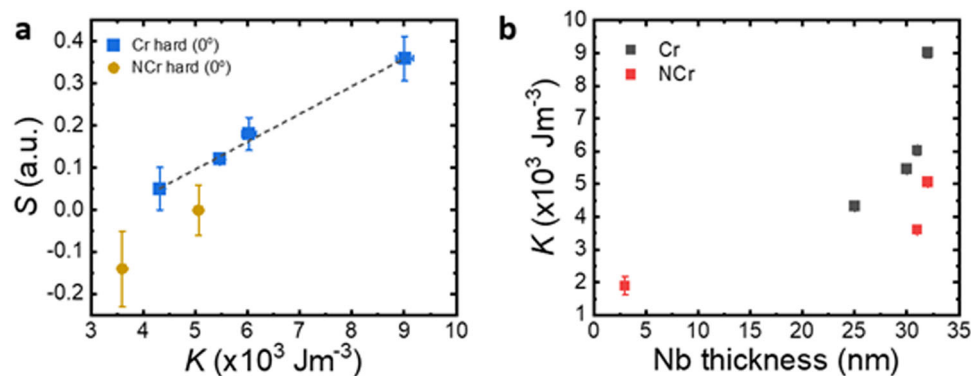 a
Cr hard (0º)
NCr hard (0º)
0.4
0.3
0.2
0.1
0.0
-0.1
-0.2
S (a.u.)
3 4 5 6 7 8 9 10
K (x10³ Jm⁻³)
b
Cr
NCr
10
9
8
7
6
5
4
3
2
1
K (x10³ Jm⁻³)
0 5 10 15 20 25 30 35
Nb thickness (nm)